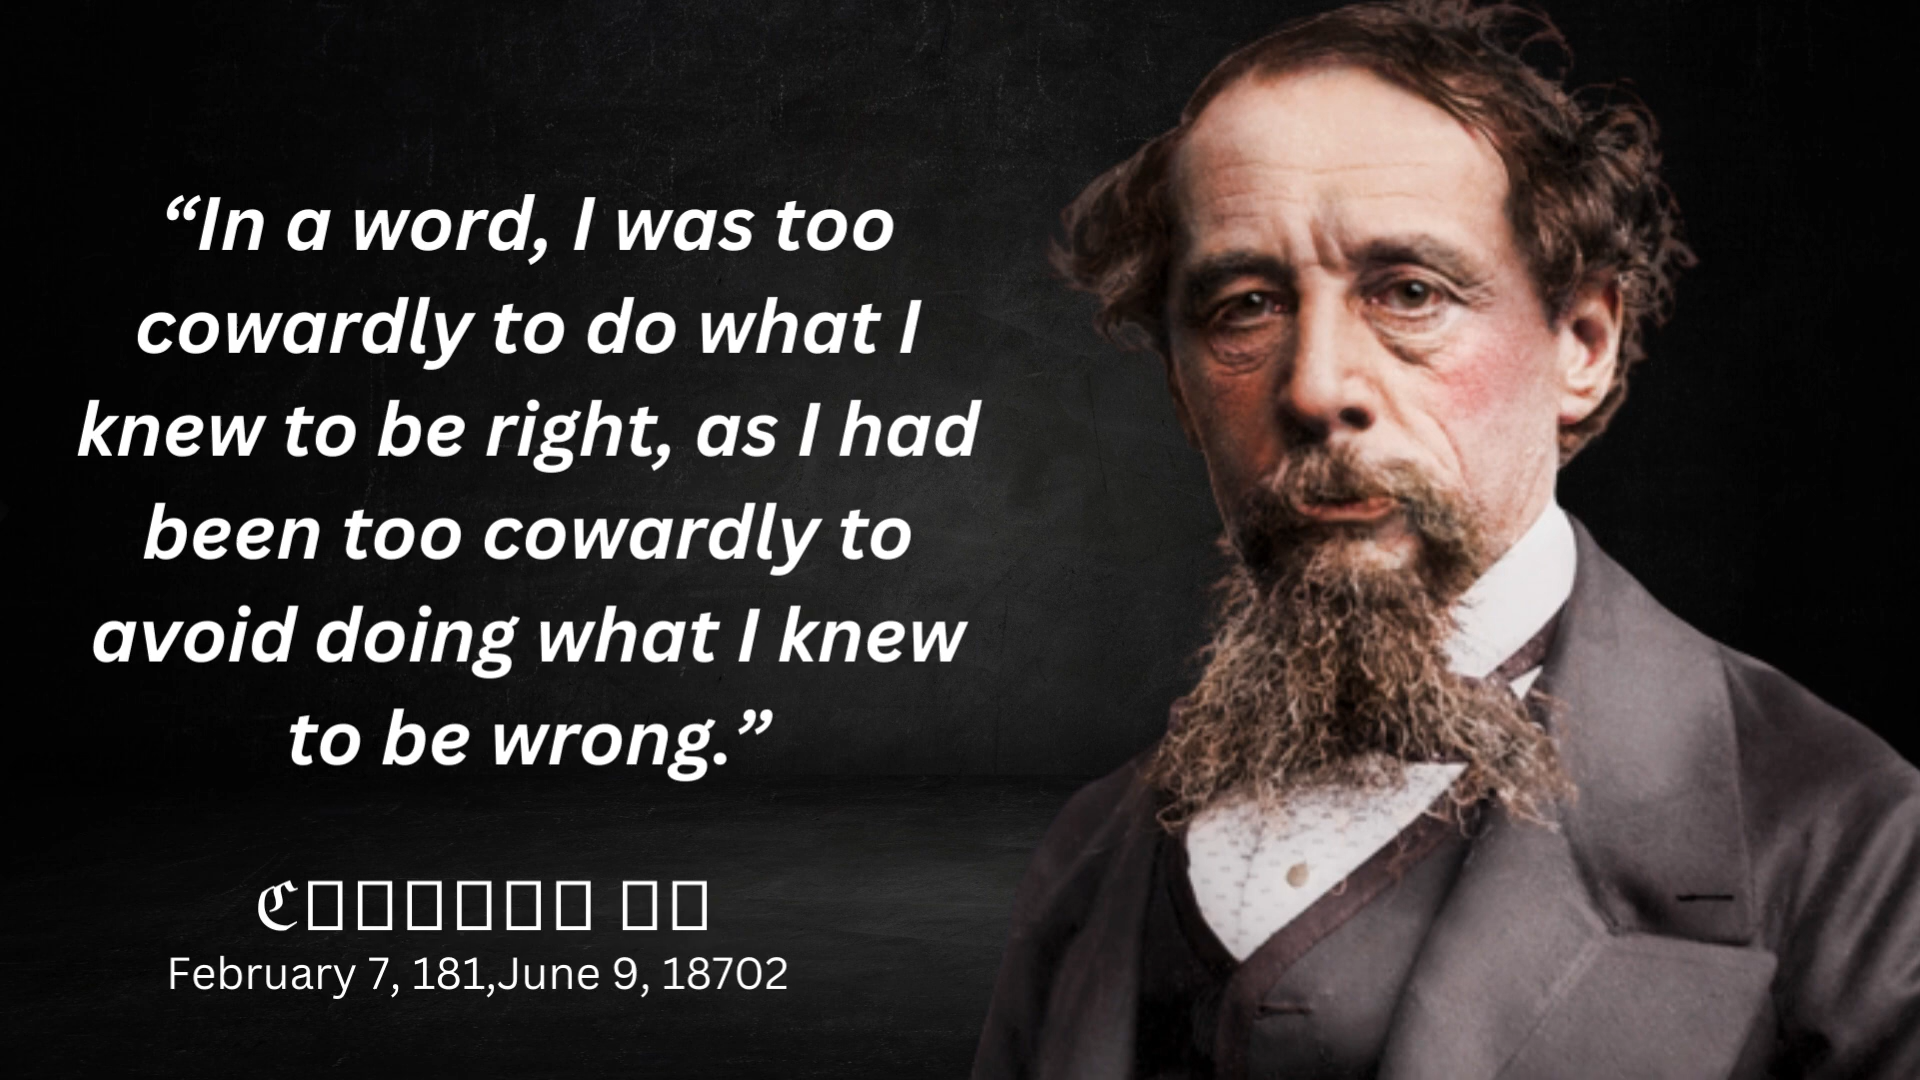 “In a word, I was too
cowardly to do what I
knew to be right, as I had
been too cowardly to
avoid doing what I knew
to be wrong.”
ℭ▯▯▯▯▯▯ ▯▯
February 7, 181,June 9, 18702